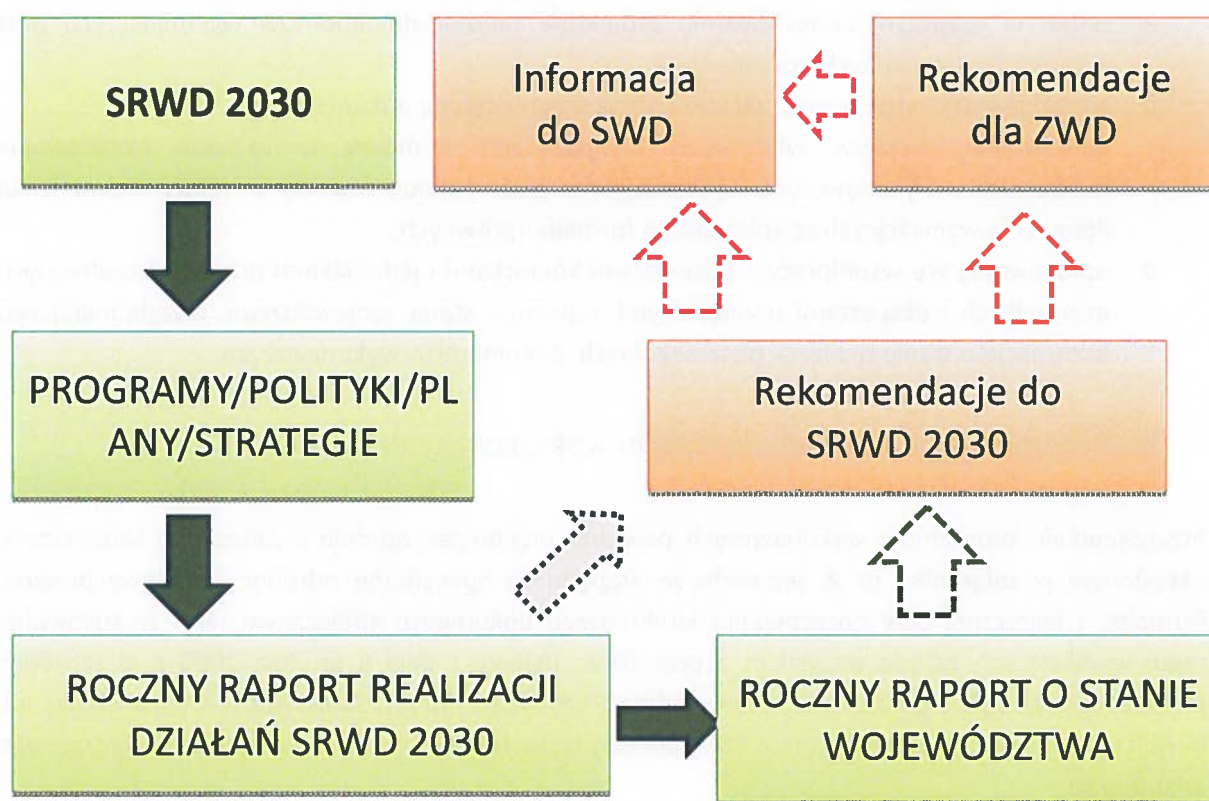 SRWD 2030
Informacja
do SWD
Rekomendacje
dla ZWD
PROGRAMY/POLITYKI/PL
ANY/STRATEGIE
Rekomendacje do
SRWD 2030
ROCZNY RAPORT REALIZACJI
DZIAŁAŃ SRWD 2030
ROCZNY RAPORT O STANIE
WOJEWÓDZTWA